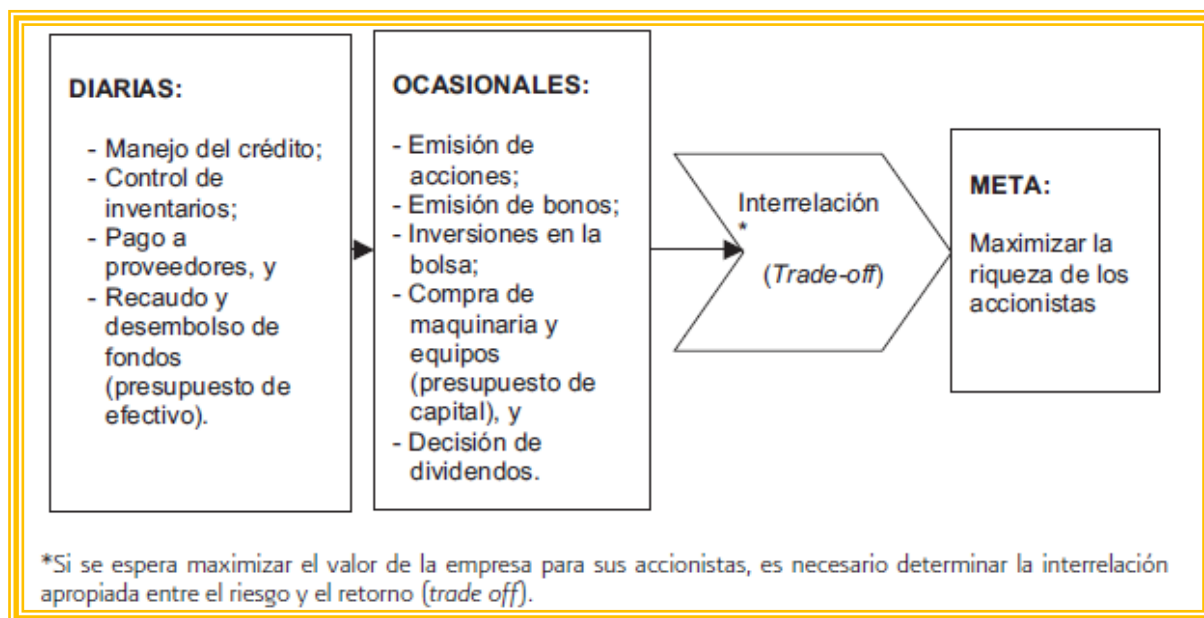 DIARIAS:
- Manejo del crédito;
- Control de
inventarios;
- Pago a
proveedores, y
- Recaudo y
desembolso de
fondos
(presupuesto de
efectivo).
OCASIONALES:
- Emisión de
acciones;
- Emisión de bonos;
- Inversiones en la
bolsa;
- Compra de
maquinaria y
equipos
(presupuesto de
capital), y
- Decisión de
dividendos.
Interrelación
*
(Trade-off)
META:
Maximizar la
riqueza de los
accionistas
*Si se espera maximizar el valor de la empresa para sus accionistas, es necesario determinar la interrelación
apropiada entre el riesgo y el retorno (trade off).